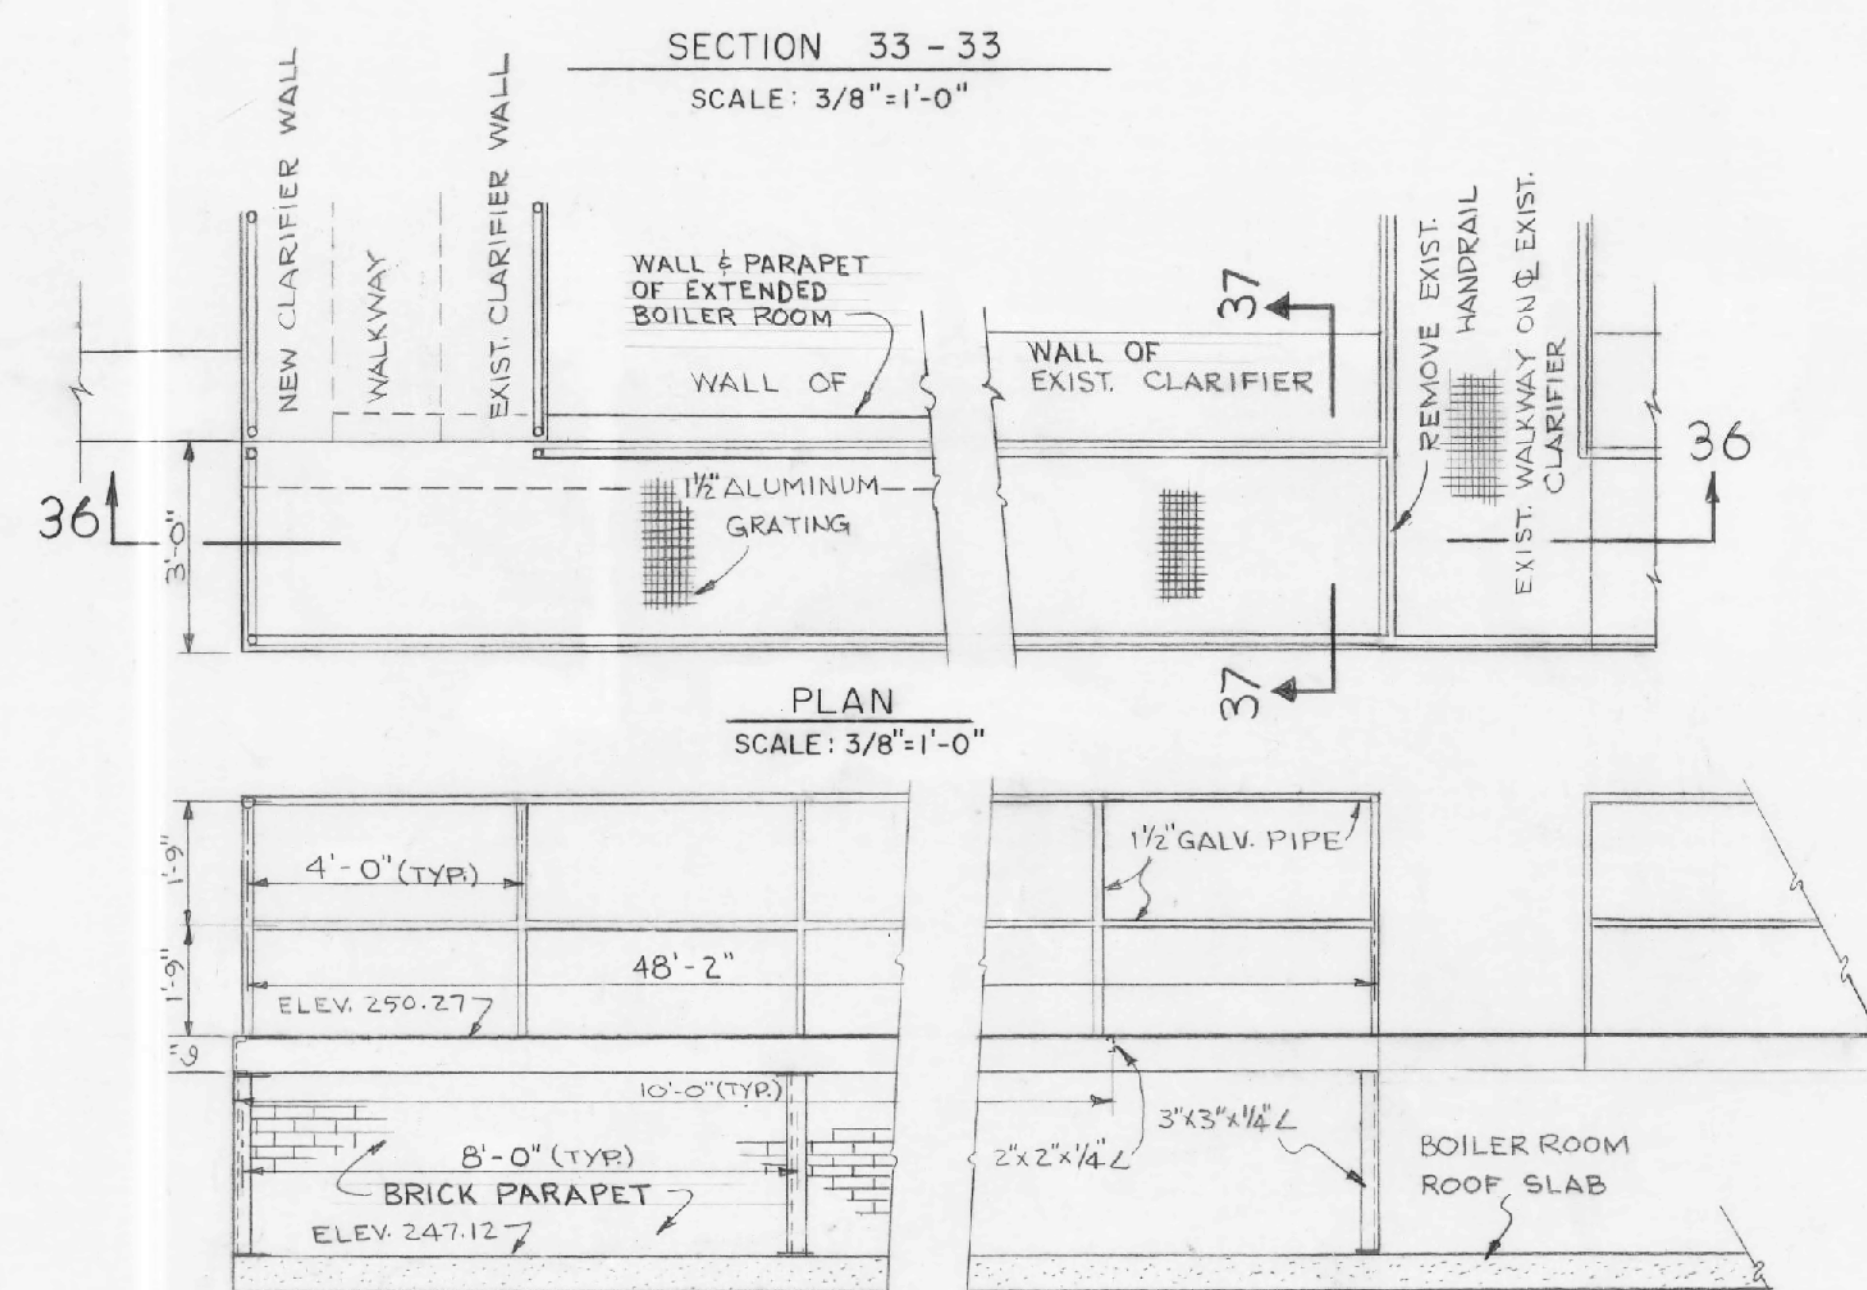 SECTION 33-33
SCALE: 3/8"=1'-0"
NEW CLARIFIER WALL
WALKWAY
EXIST. CLARIFIER WALL
WALL & PARAPET
OF EXTENDED
BOILER ROOM
WALL OF
WALL OF
EXIST. CLARIFIER
37
REMOVE EXIST.
HANDRAIL
EXIST. WALKWAY ON ℄ EXIST.
CLARIFIER
36
36
3'-0"
1½" ALUMINUM
GRATING
37
PLAN
SCALE: 3/8"=1'-0"
1'-9"
4'-0" (TYP.)
1½" GALV. PIPE
1'-9"
48'-2"
ELEV. 250.27
6"
10'-0" (TYP.)
3"x3"x¼" L
2"x2"x¼" L
8'-0" (TYP.)
BRICK PARAPET
ELEV. 247.12
BOILER ROOM
ROOF SLAB